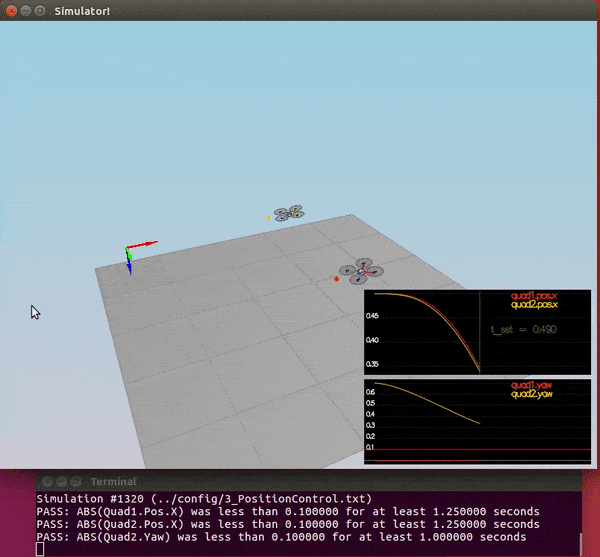 Simulator!
quad1.pos.x
quad2.pos.x
0.45
t_set = 0.490
0.40
0.35
quad1.yaw
quad2.yaw
0.6
0.5
0.4
0.3
0.2
0.1
Terminal
Simulation #1320 (../config/3_PositionControl.txt)
PASS: ABS(Quad1.Pos.X) was less than 0.100000 for at least 1.250000 seconds
PASS: ABS(Quad2.Pos.X) was less than 0.100000 for at least 1.250000 seconds
PASS: ABS(Quad2.Yaw) was less than 0.100000 for at least 1.000000 seconds